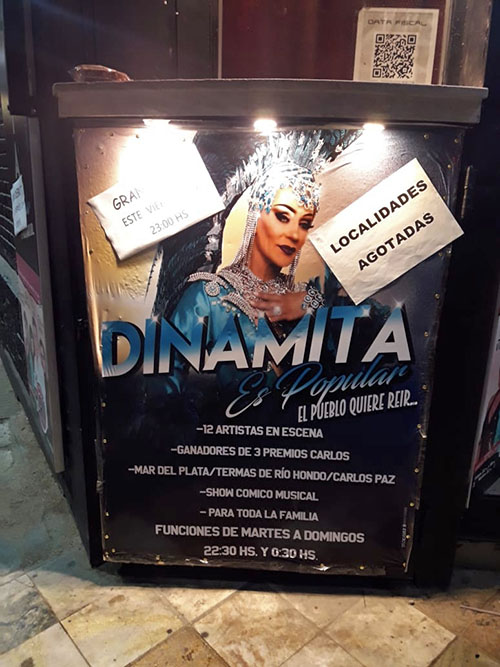 DATA FISCAL
ESTE
23:00 HS.
LOCALIDADES
AGOTADAS
DINAMITA
Es Popular
EL PUEBLO QUIERE REIR...
-12 ARTISTAS EN ESCENA
-GANADORES DE 3 PREMIOS CARLOS
-MAR DEL PLATA/TERMAS DE RÍO HONDO/CARLOS PAZ
-SHOW COMICO MUSICAL
- PARA TODA LA FAMILIA
FUNCIONES DE MARTES A DOMINGOS
22:30 HS. Y 0:30 HS.